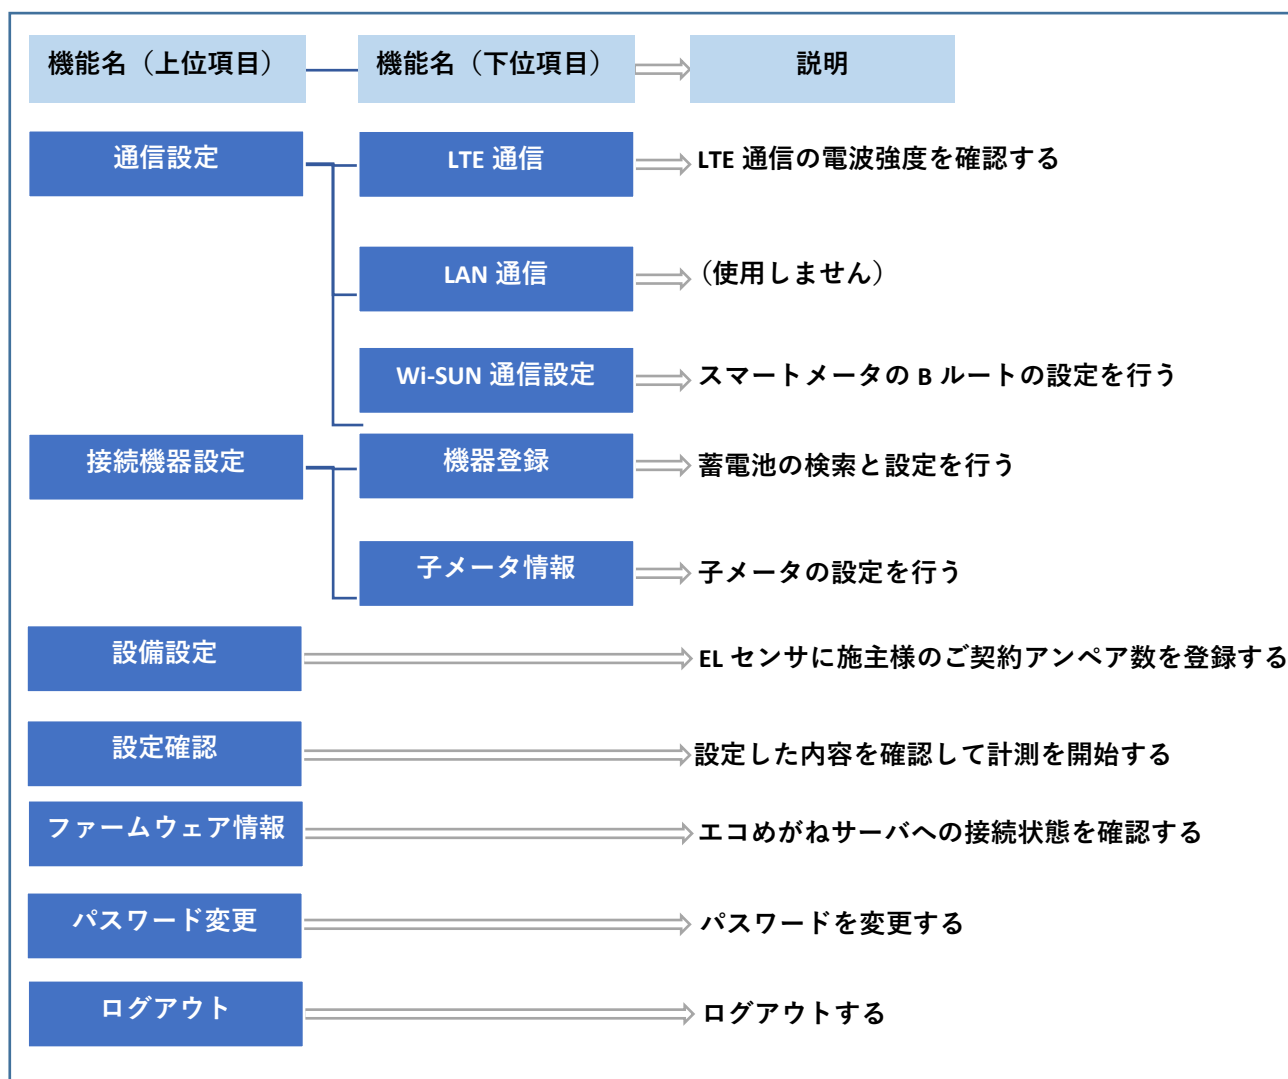 機能名（上位項目） 機能名（下位項目） 説明
通信設定 LTE 通信 LTE 通信の電波強度を確認する
LAN 通信 （使用しません）
Wi-SUN 通信設定 スマートメータの B ルートの設定を行う
接続機器設定 機器登録 蓄電池の検索と設定を行う
子メータ情報 子メータの設定を行う
設備設定 EL センサに施主様のご契約アンペア数を登録する
設定確認 設定した内容を確認して計測を開始する
ファームウェア情報 エコめがねサーバへの接続状態を確認する
パスワード変更 パスワードを変更する
ログアウト ログアウトする